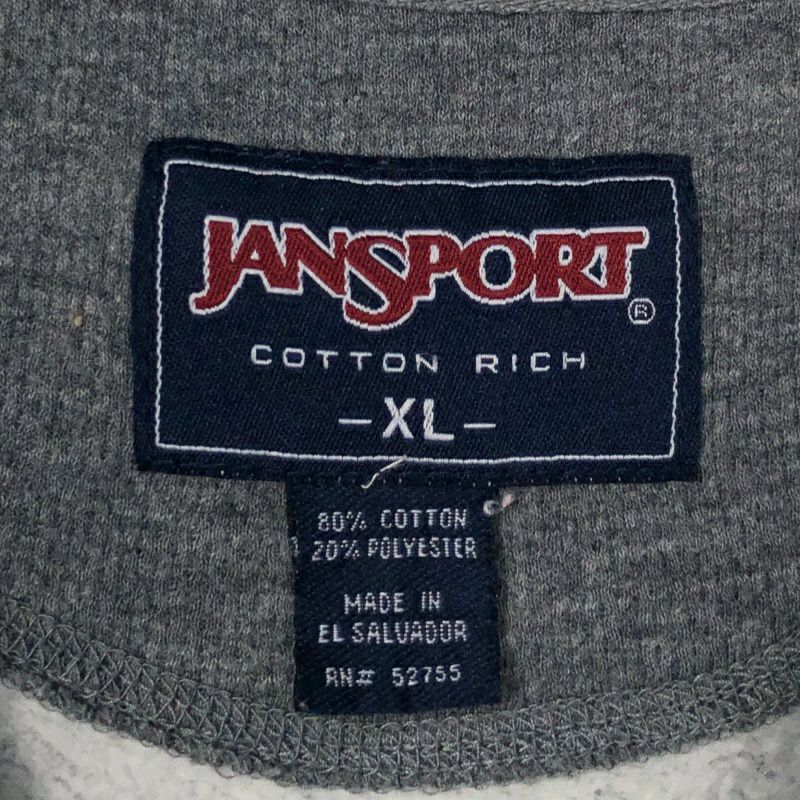 JANSPORT®
COTTON RICH
-XL-
80% COTTON
20% POLYESTER
MADE IN
EL SALVADOR
RN# 52755